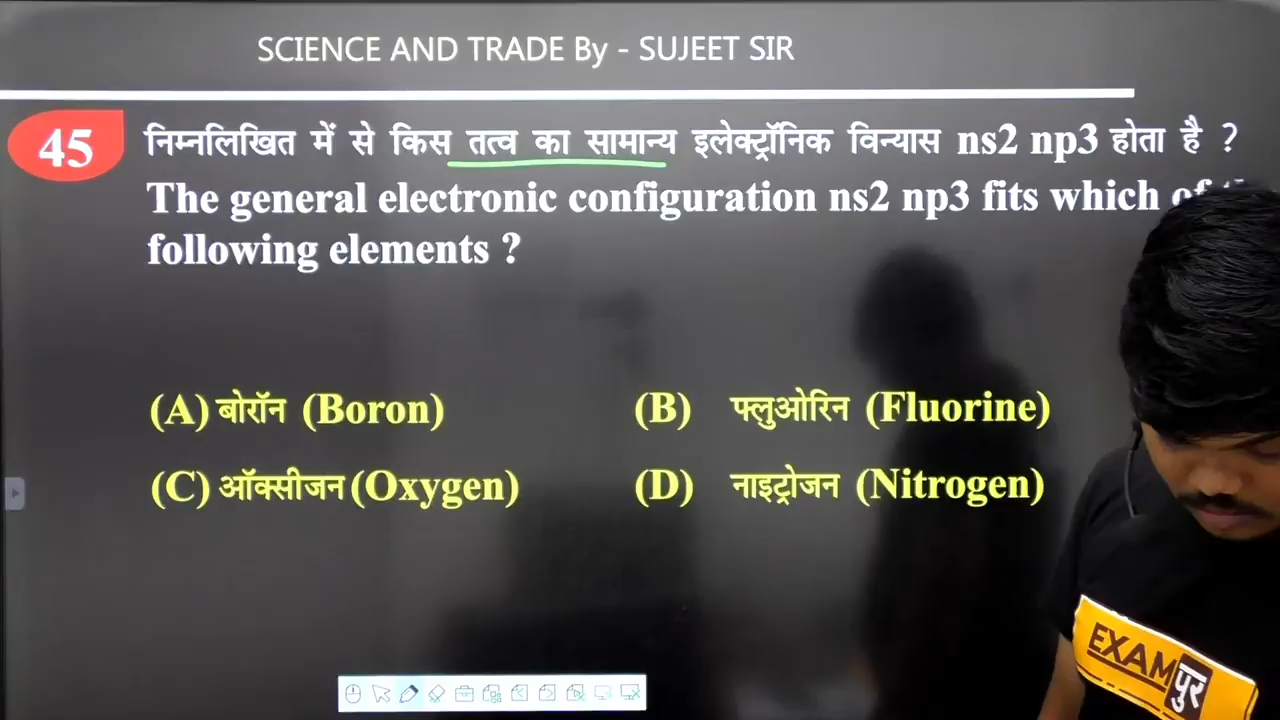 SCIENCE AND TRADE By - SUJEET SIR
45 निम्नलिखित में से किस तत्व का सामान्य इलेक्ट्रॉनिक विन्यास ns2 np3 होता है ?
The general electronic configuration ns2 np3 fits which
following elements ?
(A) बोरॉन (Boron) (B) फ्लुओरिन (Fluorine)
(C) ऑक्सीजन (Oxygen) (D) नाइट्रोजन (Nitrogen)
EXAM पुर